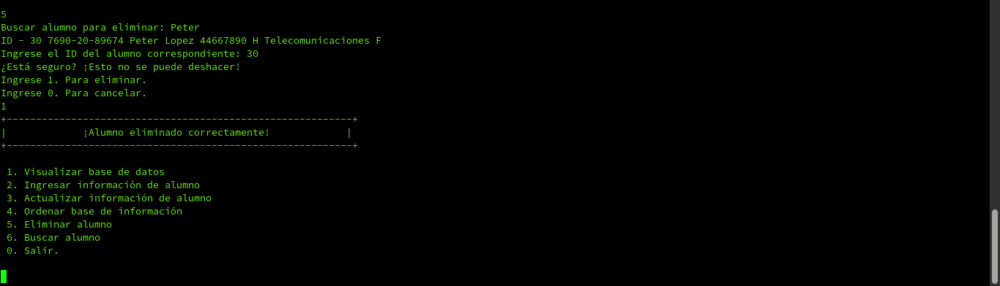 5
Buscar alumno para eliminar: Peter
ID - 30 7690-20-89674 Peter Lopez 44667890 H Telecomunicaciones F
Ingrese el ID del alumno correspondiente: 30
¿Está seguro? ¡Esto no se puede deshacer!
Ingrese 1. Para eliminar.
Ingrese 0. Para cancelar.
1
+-----------------------------------------------------------+
|             ¡Alumno eliminado correctamente!             |
+-----------------------------------------------------------+
1. Visualizar base de datos
2. Ingresar información de alumno
3. Actualizar información de alumno
4. Ordenar base de información
5. Eliminar alumno
6. Buscar alumno
0. Salir.